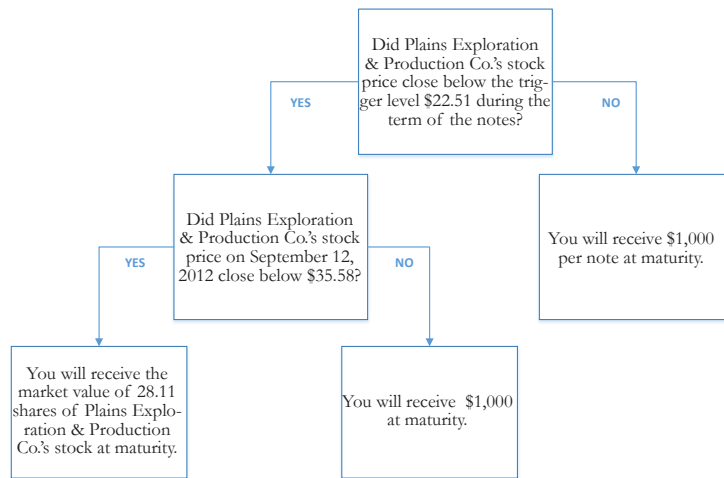 Did Plains Exploration
& Production Co.'s stock
price close below the trig-
ger level $22.51 during the
term of the notes?
YES
NO
Did Plains Exploration
& Production Co.'s stock
price on September 12,
2012 close below $35.58?
You will receive $1,000
per note at maturity.
YES
NO
You will receive the
market value of 28.11
shares of Plains Explo-
ration & Production
Co.'s stock at maturity.
You will receive $1,000
at maturity.